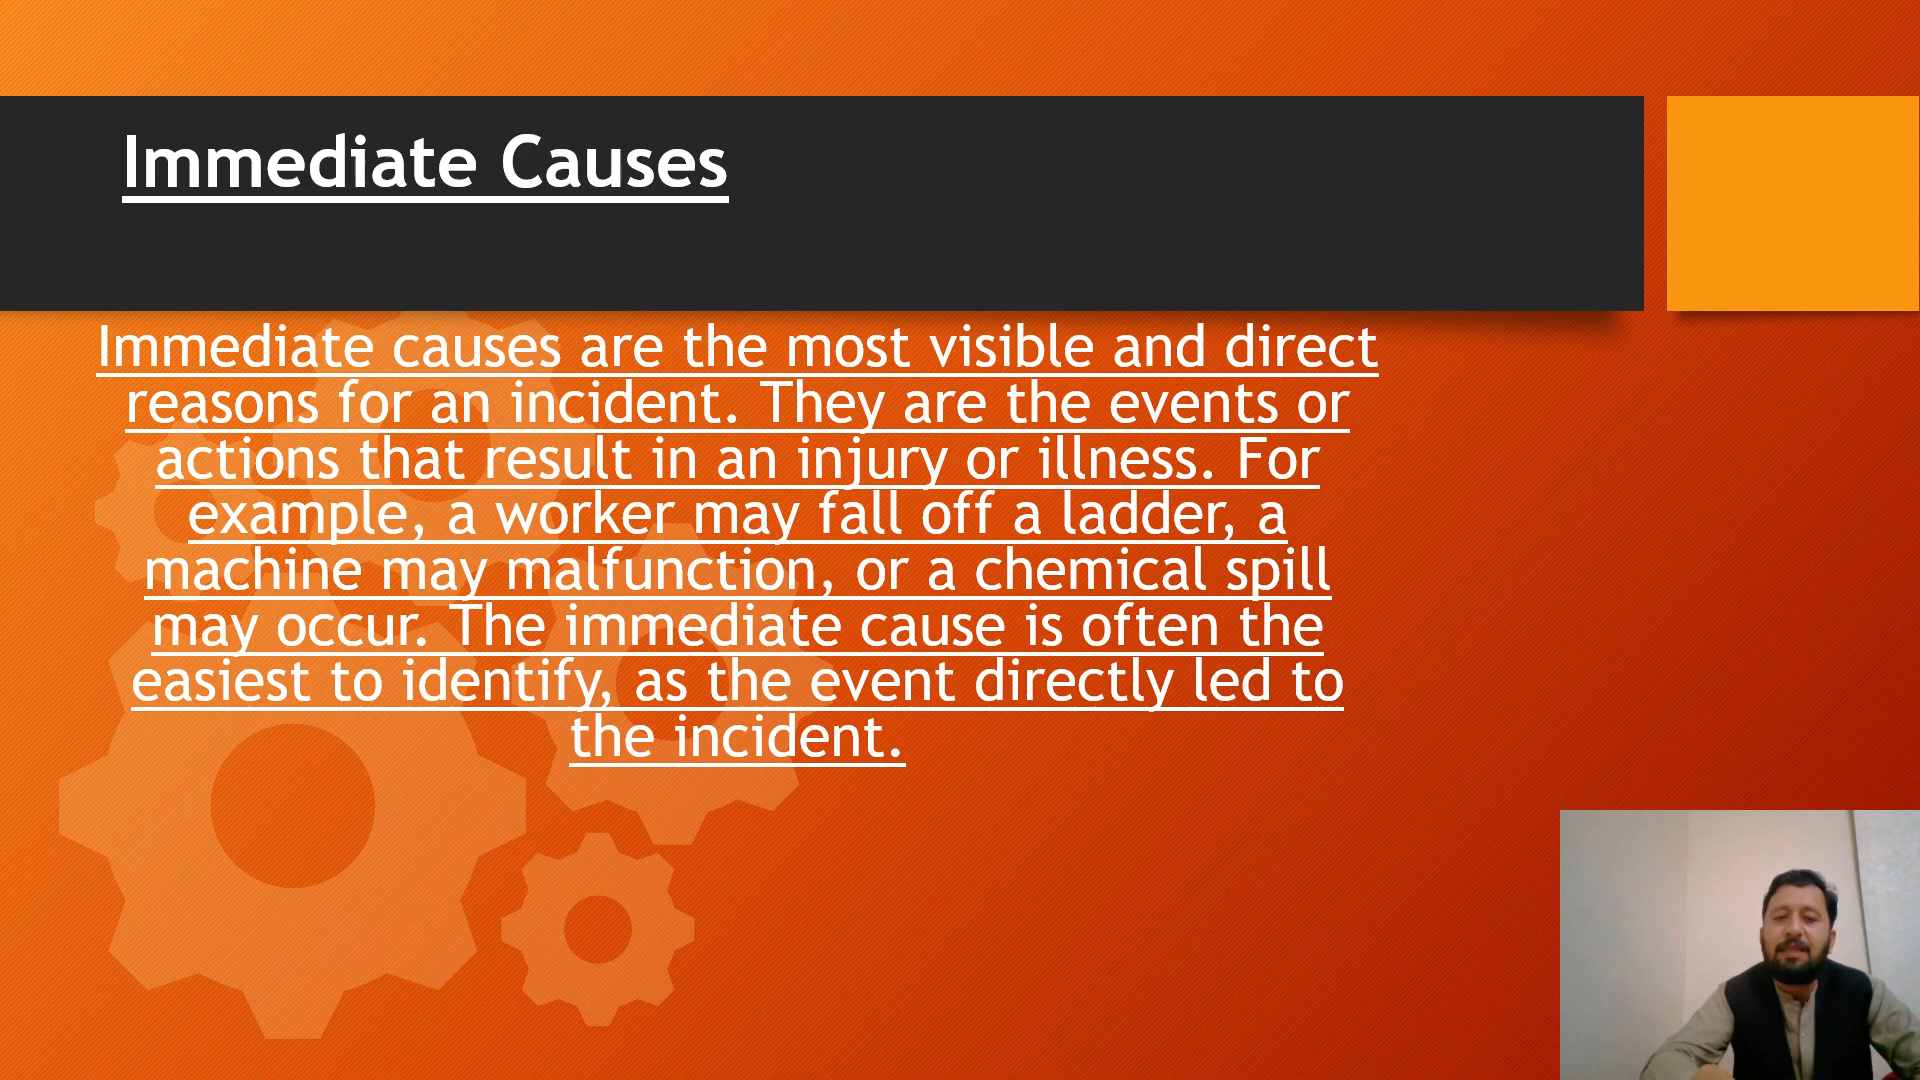 Immediate Causes
Immediate causes are the most visible and direct
reasons for an incident. They are the events or
actions that result in an injury or illness. For
example, a worker may fall off a ladder, a
machine may malfunction, or a chemical spill
may occur. The immediate cause is often the
easiest to identify, as the event directly led to
the incident.